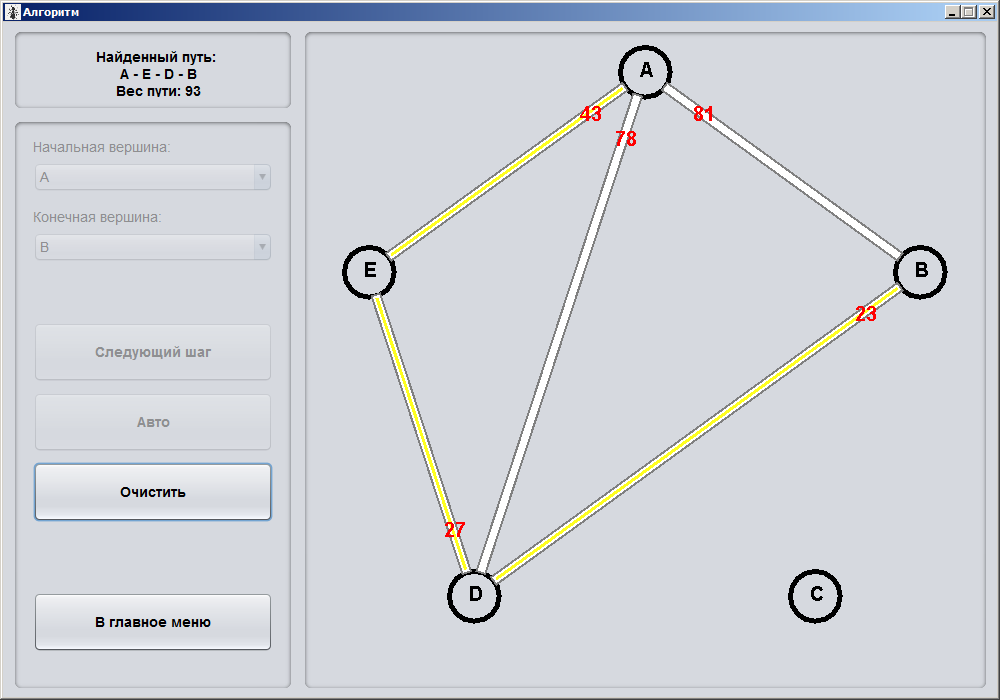 Алгоритм
Найденный путь:
A - E - D - B
Вес пути: 93
Начальная вершина:
A
Конечная вершина:
B
Следующий шаг
Авто
Очистить
В главное меню
A
43
81
78
E
B
23
27
D
C